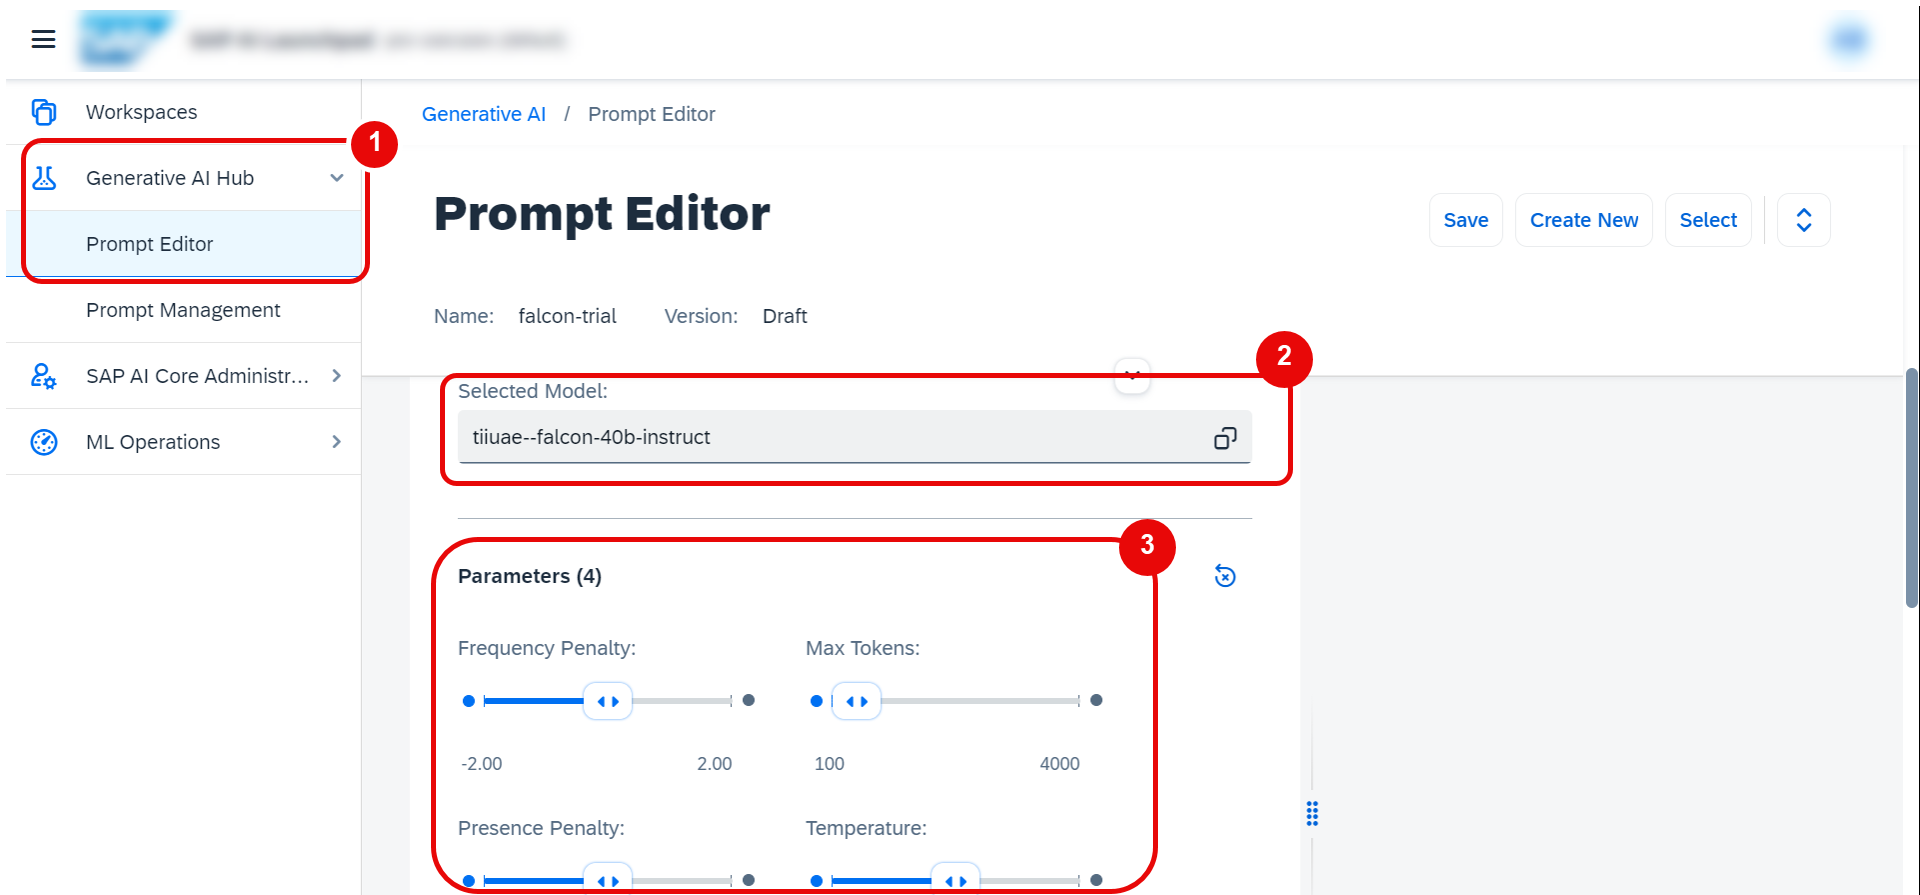 Workspaces
Generative AI Hub
Prompt Editor
Prompt Management
SAP AI Core Administr...
ML Operations
1
Generative AI / Prompt Editor
Prompt Editor
Save
Create New
Select
Name: falcon-trial Version: Draft
2
Selected Model:
tiiuae--falcon-40b-instruct
3
Parameters (4)
Frequency Penalty: Max Tokens:
-2.00 2.00 100 4000
Presence Penalty: Temperature: